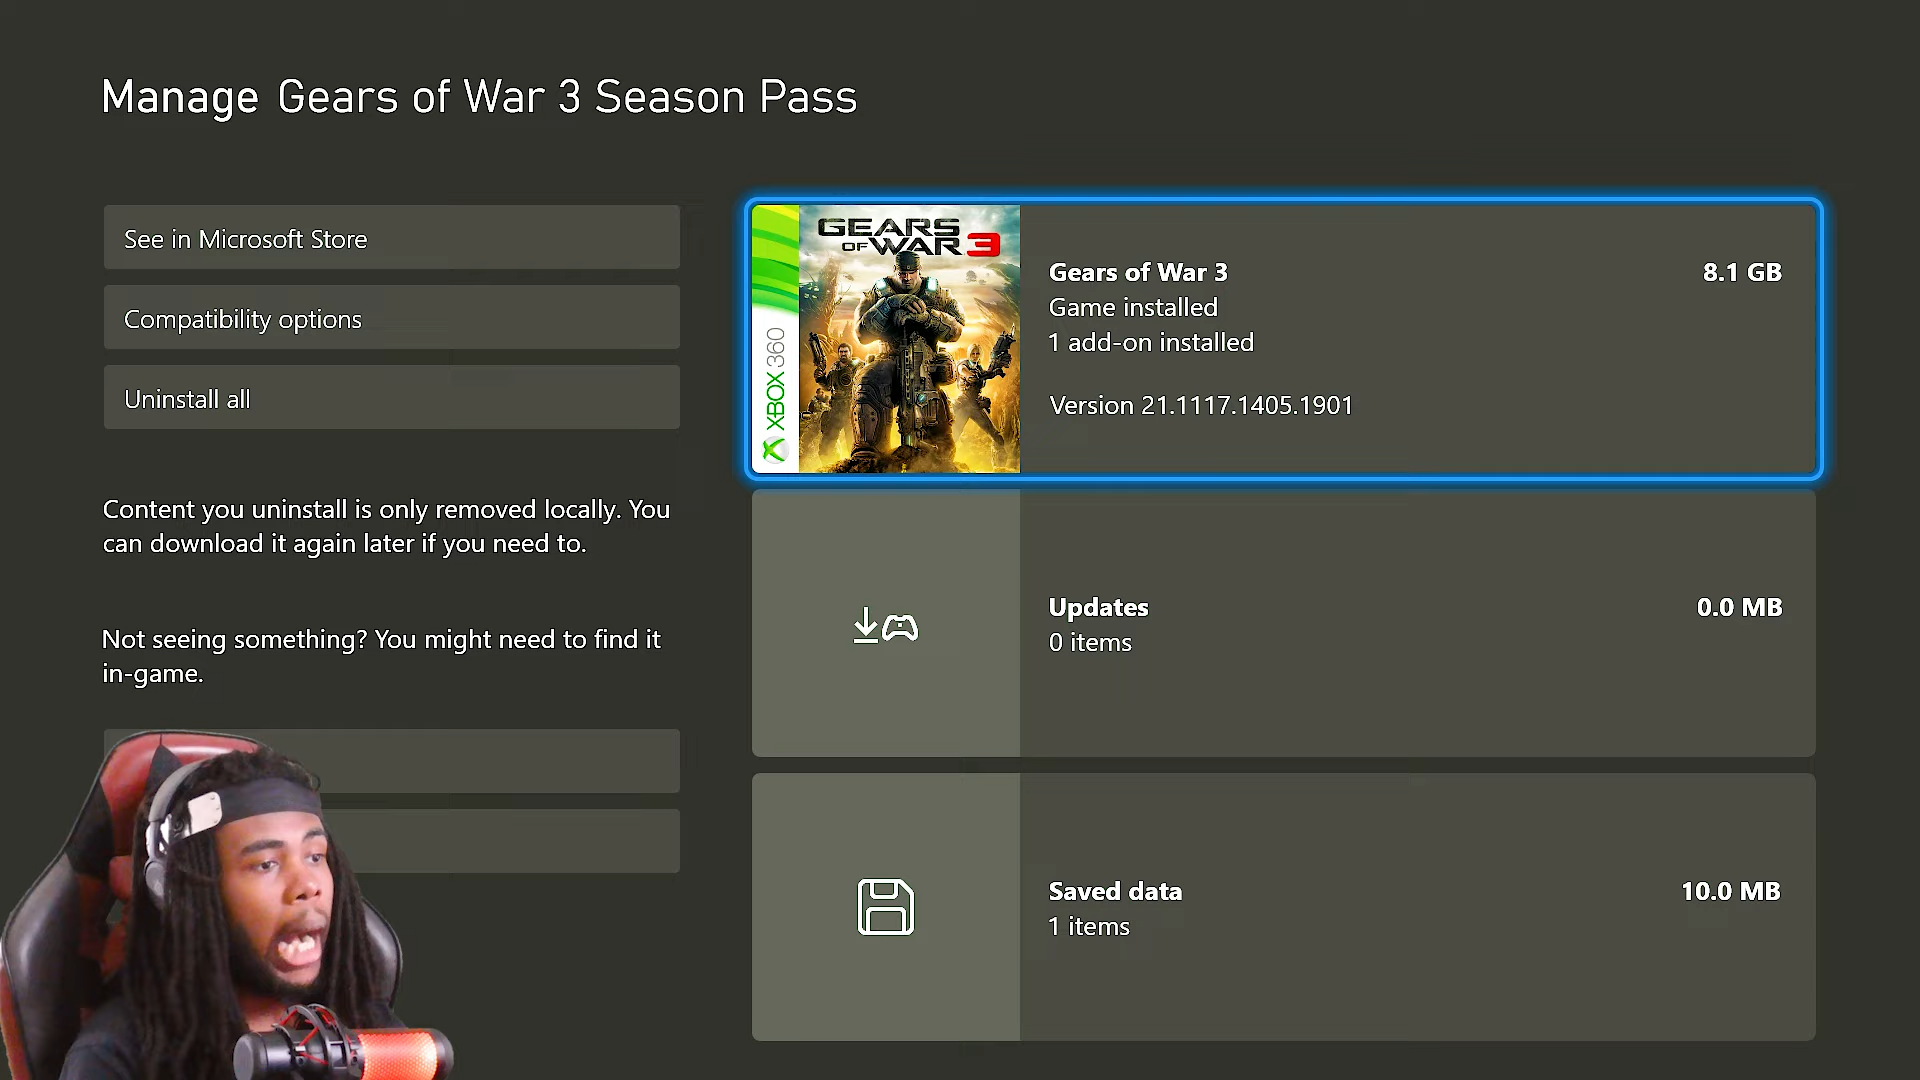 Manage Gears of War 3 Season Pass
See in Microsoft Store
Compatibility options
Uninstall all
Content you uninstall is only removed locally. You
can download it again later if you need to.
Not seeing something? You might need to find it
in-game.
XBOX 360
GEARS
OF WAR 3
Gears of War 3
8.1 GB
Game installed
1 add-on installed
Version 21.1117.1405.1901
Updates
0.0 MB
0 items
Saved data
10.0 MB
1 items